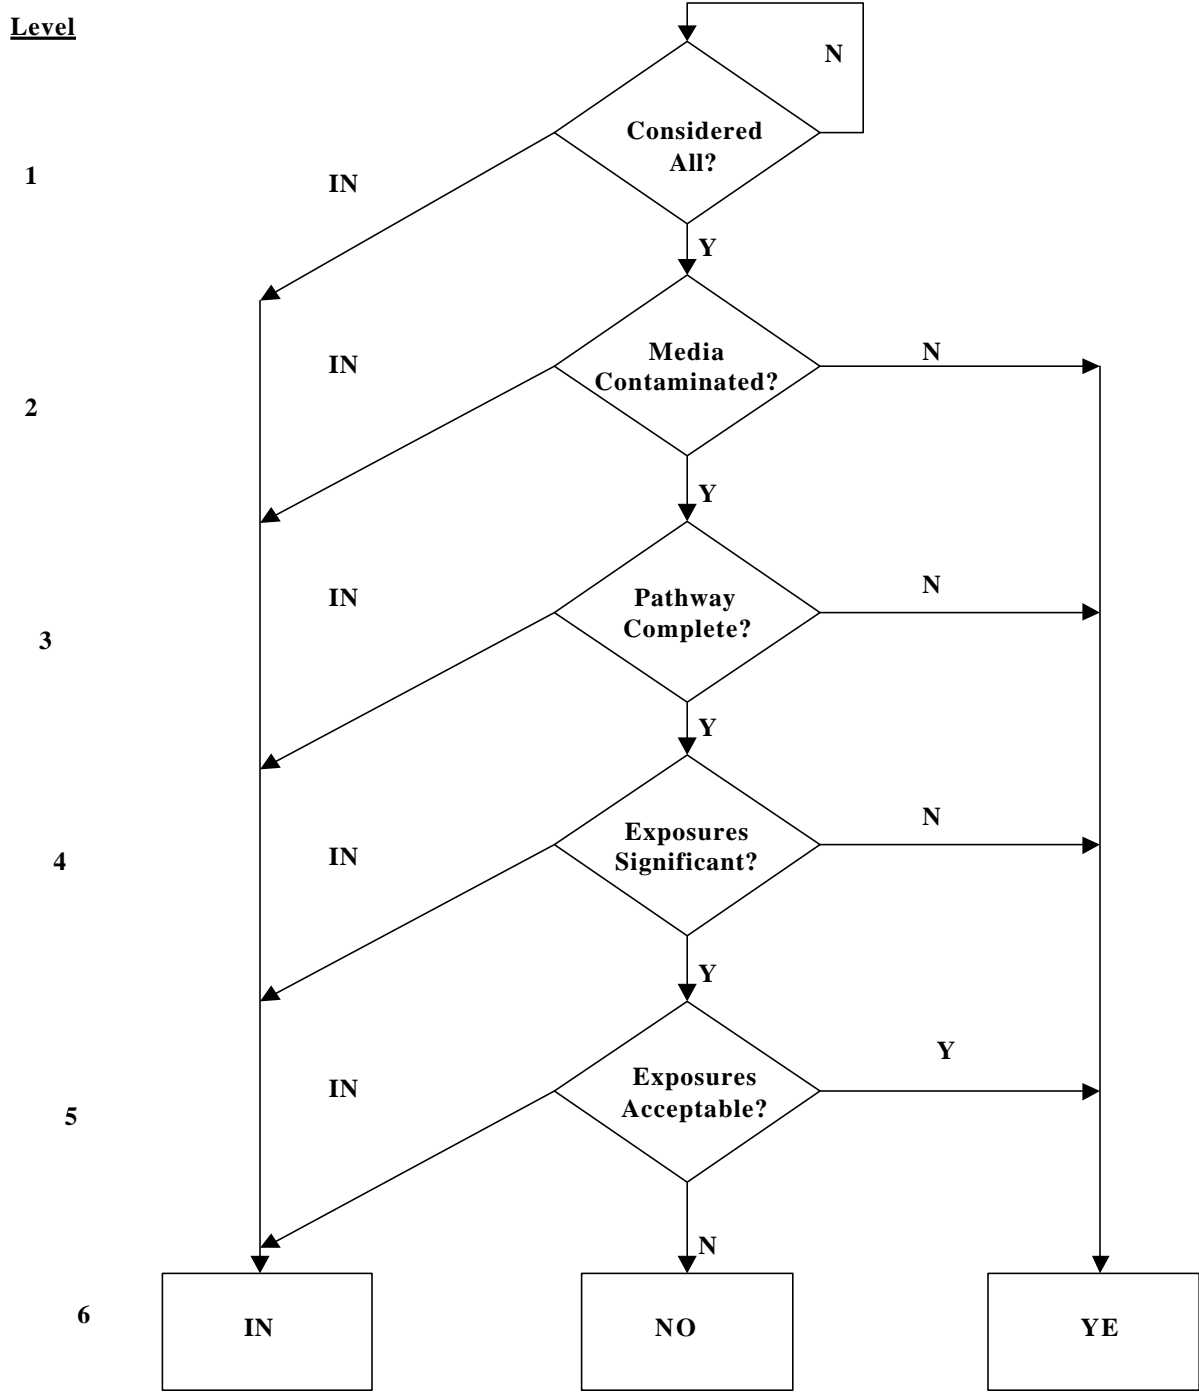 Level
N
Considered
All?
1
IN
Y
IN
Media
Contaminated?
N
2
Y
IN
Pathway
Complete?
N
3
Y
IN
Exposures
Significant?
N
4
Y
IN
Exposures
Acceptable?
Y
5
N
6
IN
NO
YE